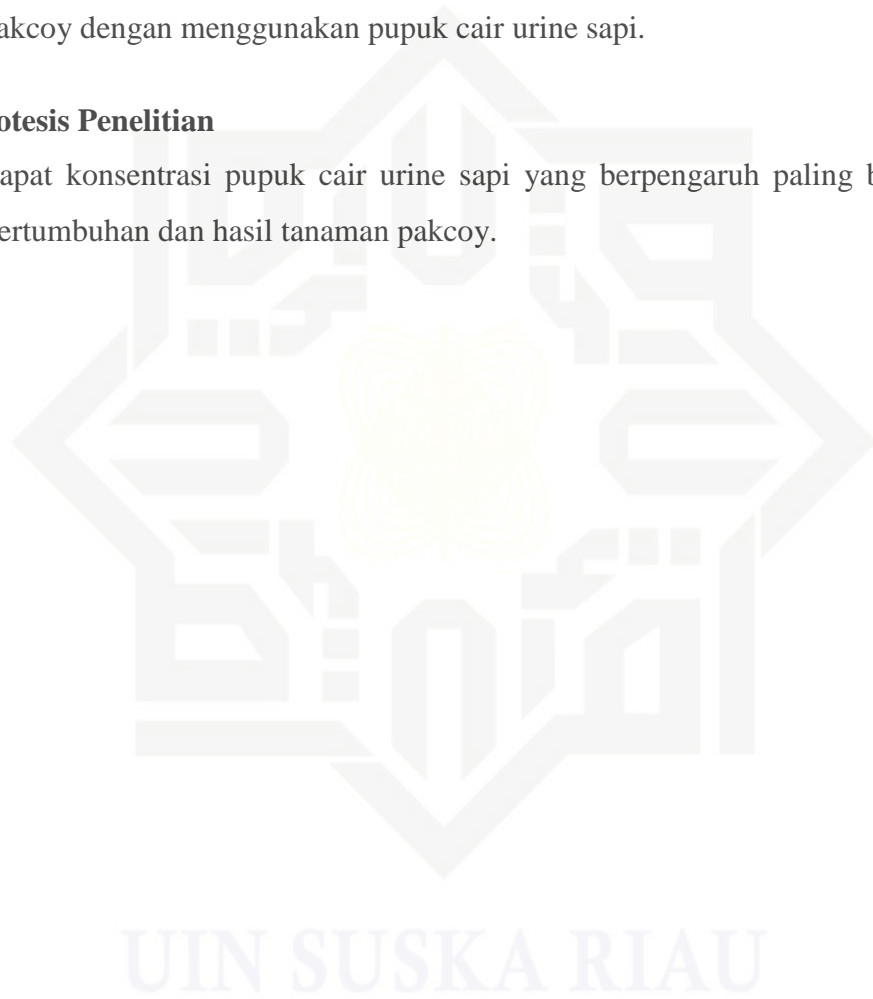 akcoy dengan menggunakan pupuk cair urine sapi.
otesis Penelitian
apat konsentrasi pupuk cair urine sapi yang berpengaruh paling b
ertumbuhan dan hasil tanaman pakcoy.
UIN SUSKA RIAU